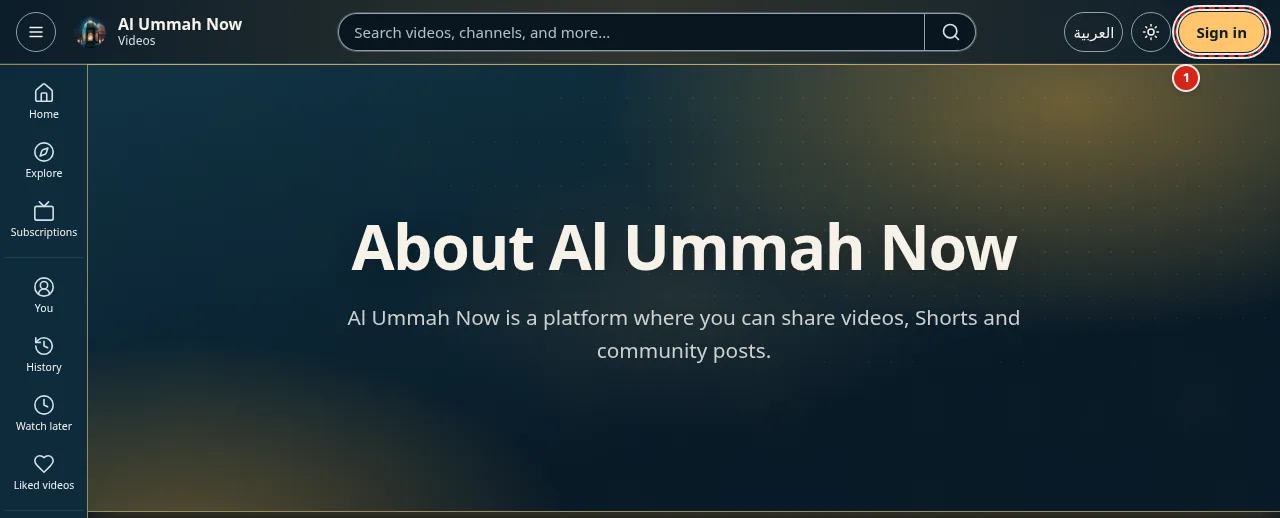 Al Ummah Now
Videos
Search videos, channels, and more...
العربية
Sign in
1
Home
Explore
Subscriptions
You
History
Watch later
Liked videos
About Al Ummah Now
Al Ummah Now is a platform where you can share videos, Shorts and
community posts.